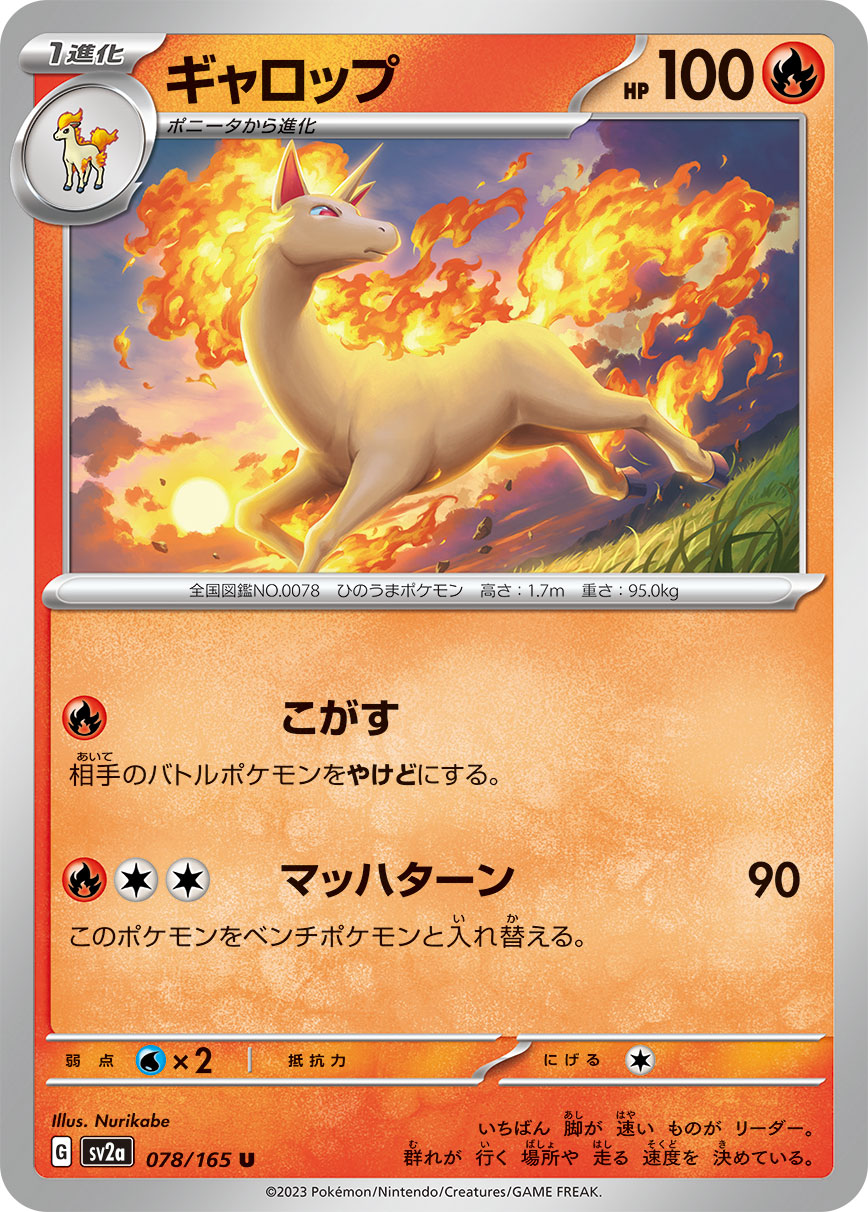 1進化
ギャロップ
HP 100
ポニータから進化
全国図鑑NO.0078 ひのうまポケモン 高さ:1.7m 重さ:95.0kg
こがす
相手のバトルポケモンをやけどにする。
マッハターン 90
このポケモンをベンチポケモンと入れ替える。
弱点 ×2 抵抗力 にげる
Illus. Nurikabe
いちばん 脚が 速い ものが リーダー。
群れが 行く 場所や 走る 速度を 決めている。
G sv2a 078/165 U
©2023 Pokémon/Nintendo/Creatures/GAME FREAK.